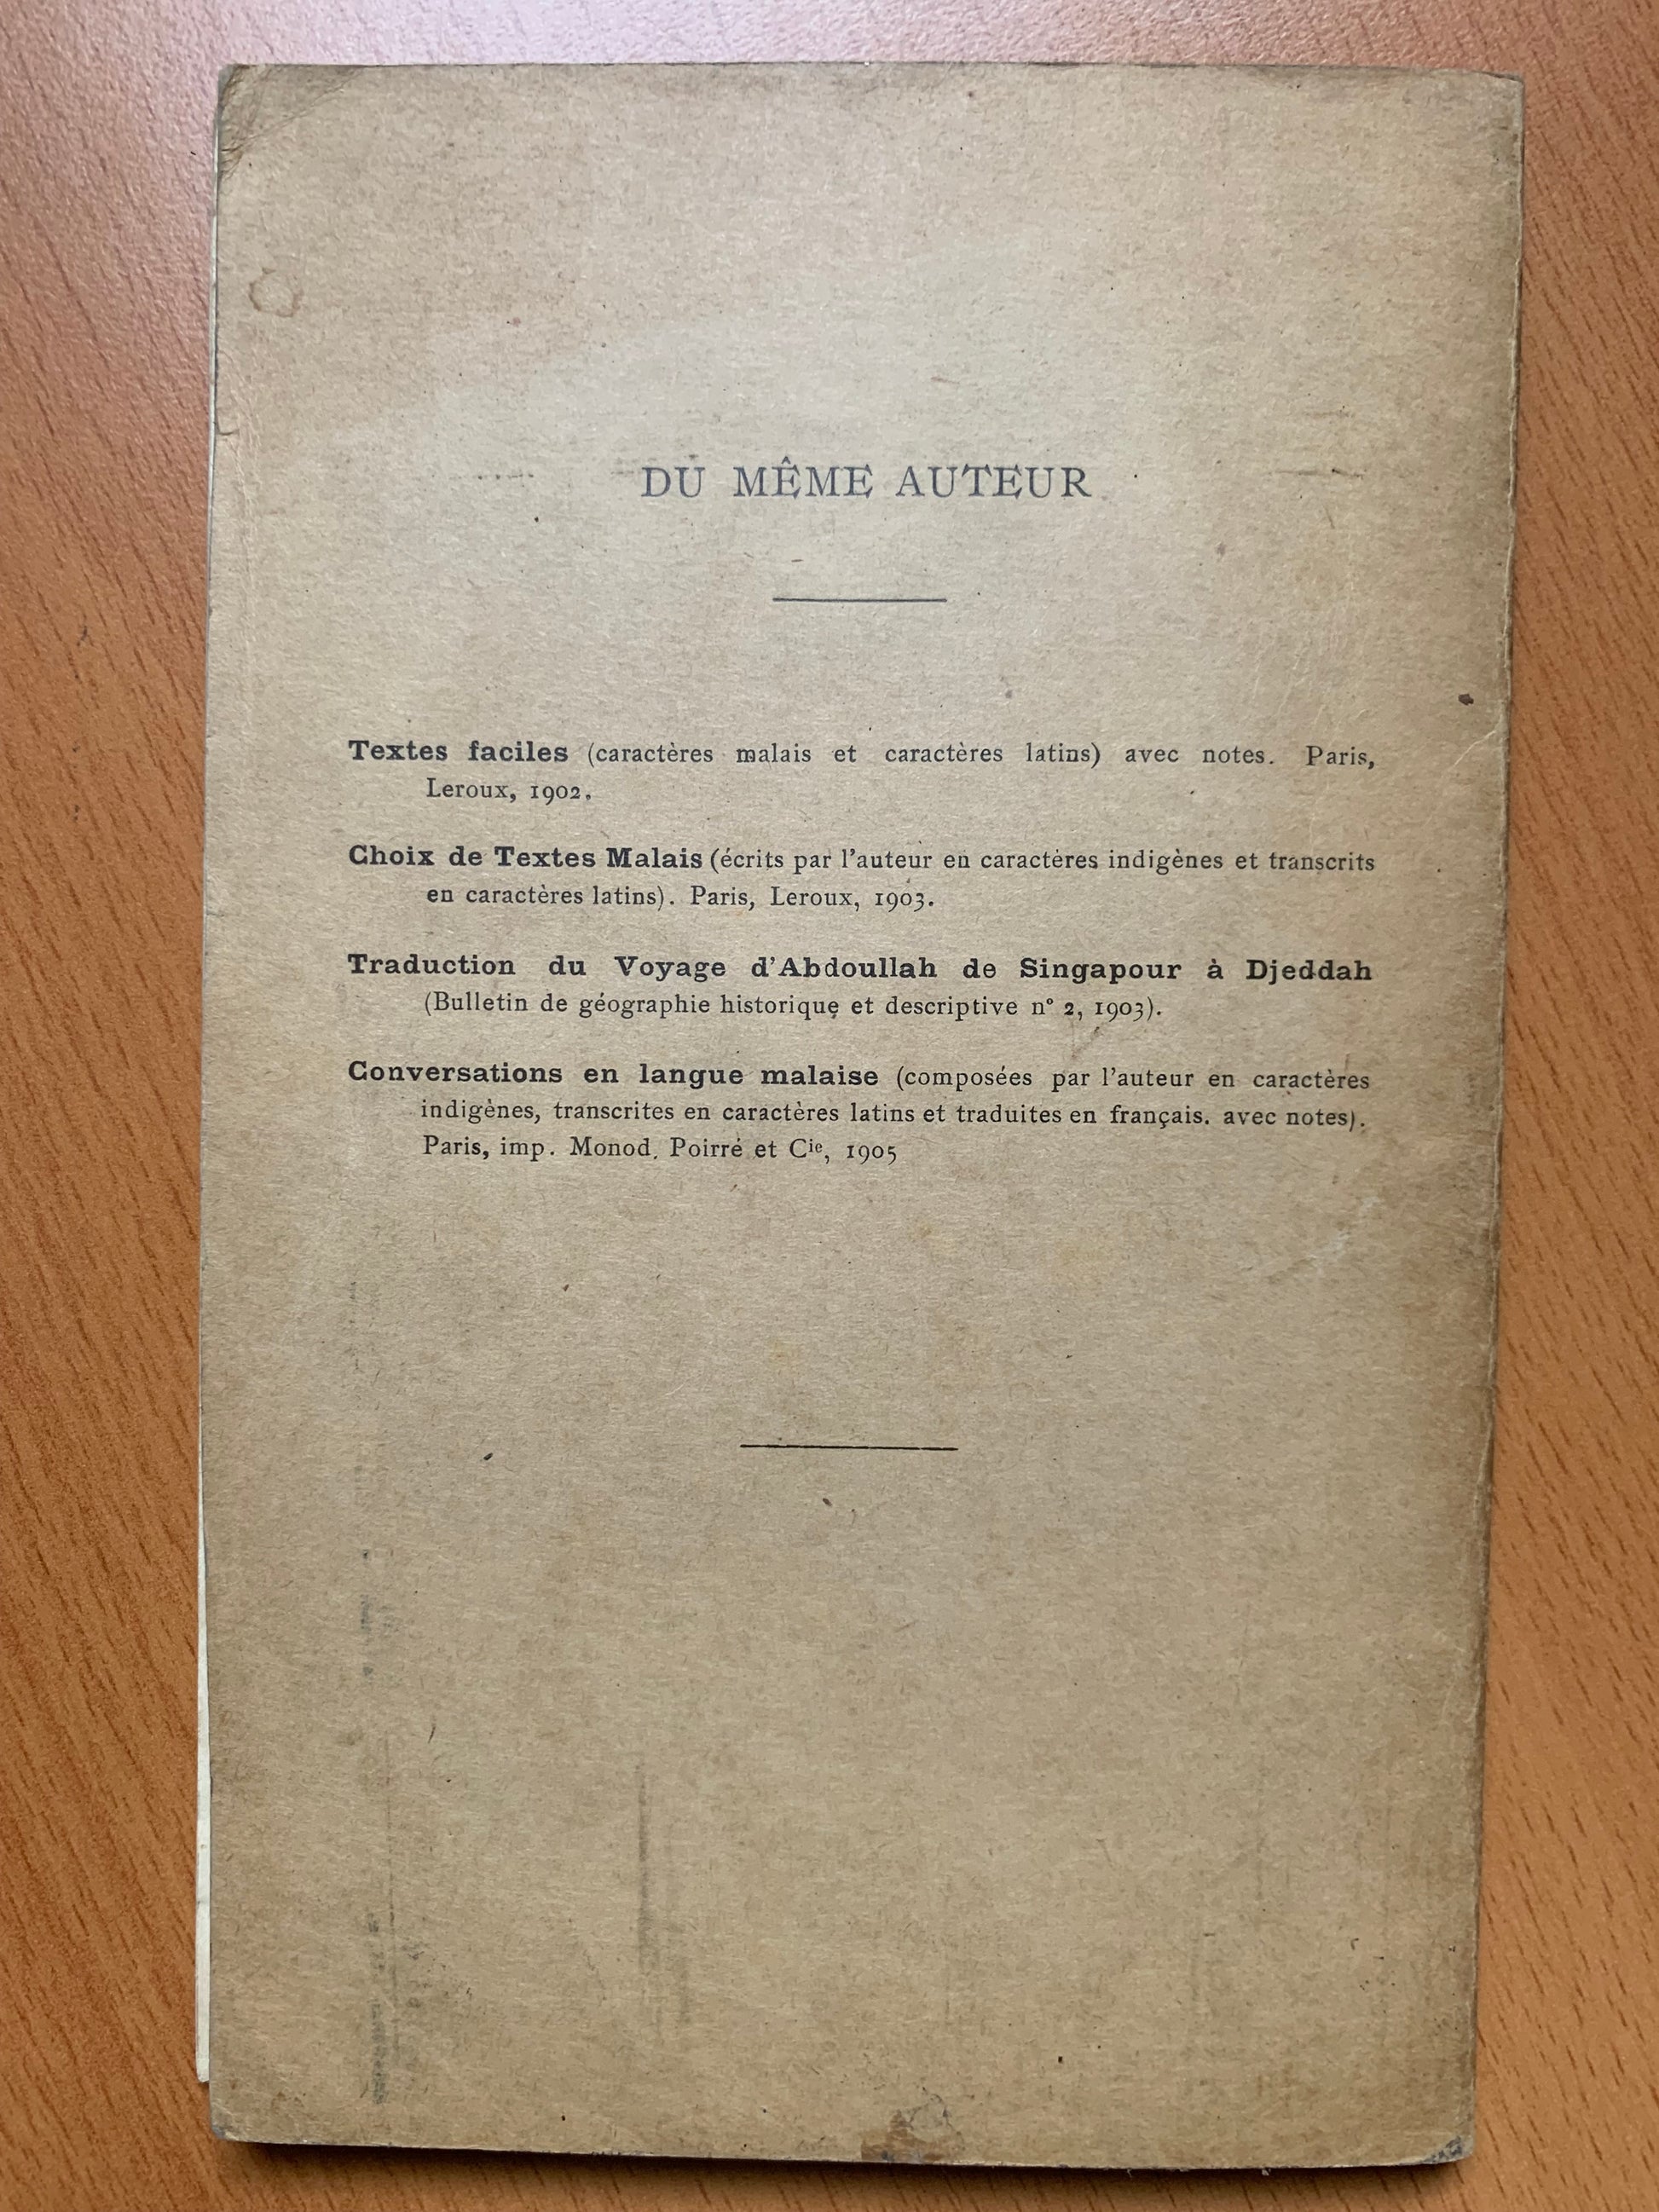 DU MÊME AUTEUR
Textes faciles (caractères malais et caractères latins) avec notes. Paris,
Leroux, 1902.
Choix de Textes Malais (écrits par l'auteur en caractères indigènes et transcrits
en caractères latins). Paris, Leroux, 1903.
Traduction du Voyage d'Abdoullah de Singapour à Djeddah
(Bulletin de géographie historique et descriptive n° 2, 1903).
Conversations en langue malaise (composées par l'auteur en caractères
indigènes, transcrites en caractères latins et traduites en français. avec notes).
Paris, imp. Monod, Poirré et Cie, 1905